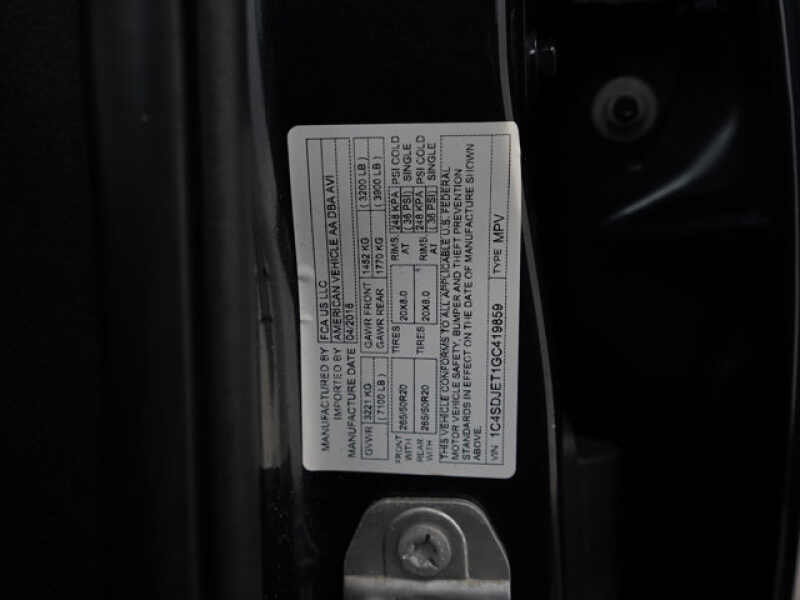 MANUFACTURED BY FCA US LLC
IMPORTED BY AMERICAN VEHICLE AA DBA AVI
MANUFACTURE DATE 04/2016
GVWR 3221 KG GAWR FRONT 1452 KG (3200 LB)
(7100 LB) GAWR REAR 1770 KG (3900 LB)
FRONT 265/50R20 TIRES 20X8.0 RIMS. 248 KPA PSI COLD
WITH AT (36 PSI) SINGLE
REAR 265/50R20 TIRES 20X8.0 RIMS. 248 KPA PSI COLD
WITH AT (36 PSI) SINGLE
THIS VEHICLE CONFORMS TO ALL APPLICABLE U.S. FEDERAL
MOTOR VEHICLE SAFETY, BUMPER AND THEFT PREVENTION
STANDARDS IN EFFECT ON THE DATE OF MANUFACTURE SHOWN
ABOVE.
VIN 1C4SDJET1GC419859 TYPE MPV